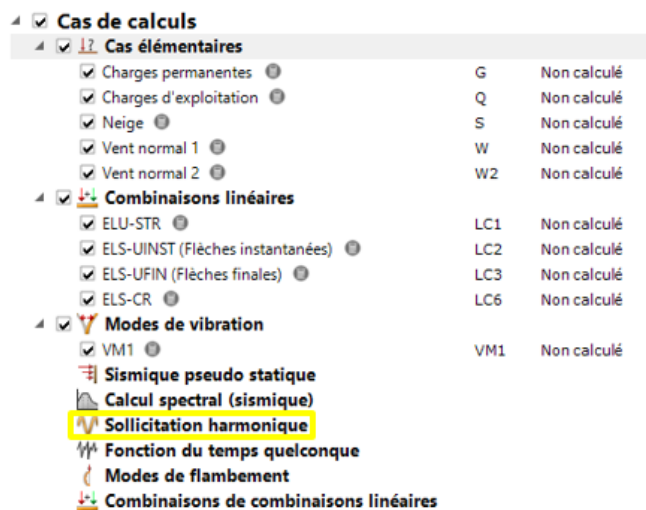 Cas de calculs
Cas élémentaires
Charges permanentes G Non calculé
Charges d'exploitation Q Non calculé
Neige S Non calculé
Vent normal 1 W Non calculé
Vent normal 2 W2 Non calculé
Combinaisons linéaires
ELU-STR LC1 Non calculé
ELS-UINST (Flèches instantanées) LC2 Non calculé
ELS-UFIN (Flèches finales) LC3 Non calculé
ELS-CR LC6 Non calculé
Modes de vibration
VM1 VM1 Non calculé
Sismique pseudo statique
Calcul spectral (sismique)
Sollicitation harmonique
Fonction du temps quelconque
Modes de flambement
Combinaisons de combinaisons linéaires